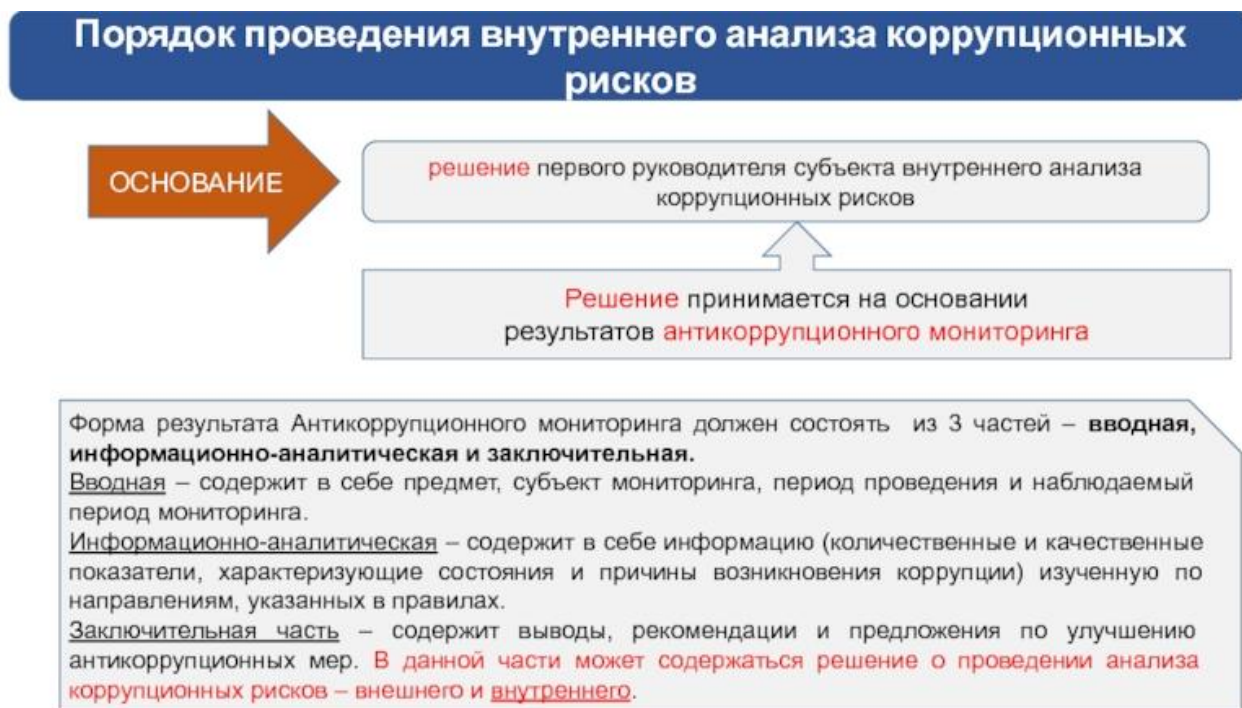 Порядок проведения внутреннего анализа коррупционных
рисков
ОСНОВАНИЕ
решение первого руководителя субъекта внутреннего анализа
коррупционных рисков
Решение принимается на основании
результатов антикоррупционного мониторинга
Форма результата Антикоррупционного мониторинга должен состоять из 3 частей – вводная,
информационно-аналитическая и заключительная.
Вводная – содержит в себе предмет, субъект мониторинга, период проведения и наблюдаемый
период мониторинга.
Информационно-аналитическая – содержит в себе информацию (количественные и качественные
показатели, характеризующие состояния и причины возникновения коррупции) изученную по
направлениям, указанных в правилах.
Заключительная часть – содержит выводы, рекомендации и предложения по улучшению
антикоррупционных мер. В данной части может содержаться решение о проведении анализа
коррупционных рисков – внешнего и внутреннего.